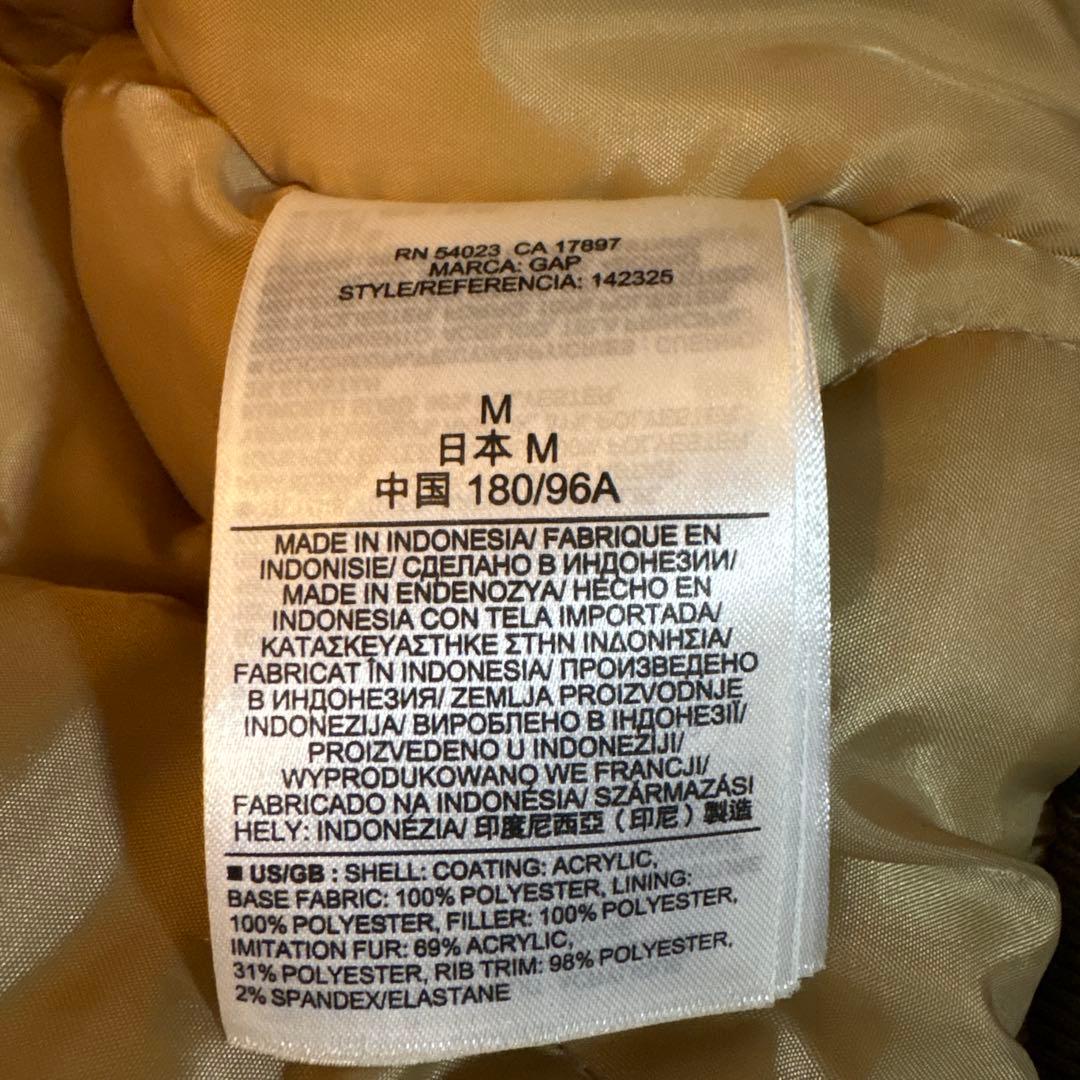 RN 54023 CA 17897
MARCA: GAP
STYLE/REFERENCIA: 142325
M
日本 M
中国 180/96A
MADE IN INDONESIA/ FABRIQUE EN
INDONISIE/ СДЕЛАНО В ИНДОНЕЗИИ/
MADE IN ENDENOZYA/ HECHO EN
INDONESIA CON TELA IMPORTADA/
ΚΑΤΑΣΚΕΥΑΣΤΗΚΕ ΣΤΗΝ ΙΝΔΟΝΗΣΙΑ/
FABRICAT ÎN INDONESIA/ ПРОИЗВЕДЕНО
В ИНДОНЕЗИЯ/ ZEMLJA PROIZVODNJE
INDONEZIJA/ ВИРОБЛЕНО В ІНДОНЕЗІЇ/
PROIZVEDENO U INDONEŽIJI/
WYPRODUKOWANO WE FRANCJI/
FABRICADO NA INDONÉSIA/ SZÁRMAZÁSI
HELY: INDONÉZIA/ 印度尼西亞 (印尼) 製造
■ US/GB : SHELL: COATING: ACRYLIC,
BASE FABRIC: 100% POLYESTER, LINING:
100% POLYESTER, FILLER: 100% POLYESTER,
IMITATION FUR: 69% ACRYLIC,
31% POLYESTER, RIB TRIM: 98% POLYESTER,
2% SPANDEX/ELASTANE